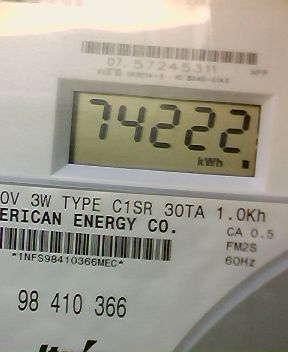 07. 57245311
74222
kWh
0V 3W TYPE C1SR 30TA 1.0Kh
ERICAN ENERGY CO.
CA 0.5
FM2S
60Hz
*1NFS98410366MEC*
98 410 366